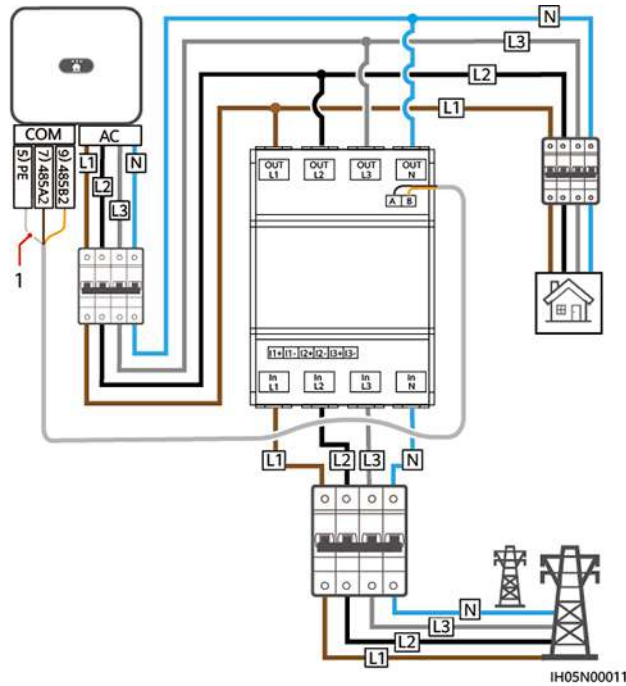 N
L3
L2
L1
COM
AC
5) PE
7) 485A2
9) 485B2
L1
L2
L3
N
OUT L1
OUT L2
OUT L3
OUT N
A B
1
I1+ I1- I2+ I2- I3+ I3-
In L1
In L2
In L3
In N
L1
L2
L3
N
N
L3
L2
L1
IH05N00011